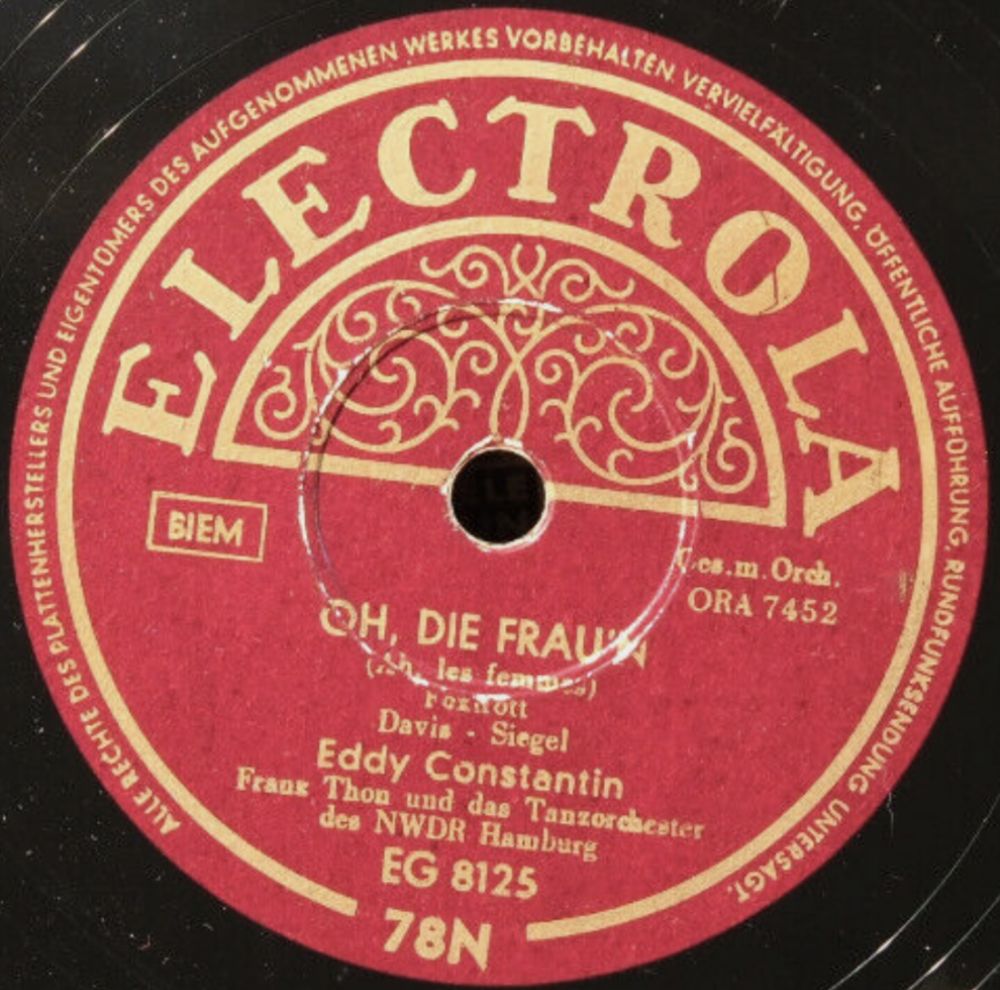 ALLE RECHTE DES PLATTENHERSTELLERS UND EIGENTÜMERS DES AUFGENOMMENEN WERKES VORBEHALTEN. VERVIELFÄLTIGUNG, ÖFFENTLICHE AUFFÜHRUNG, RUNDFUNKSENDUNG UNTERSAGT.
ELECTROLA
BIEM
Ges.m.Orch.
ORA 7452
OH, DIE FRAU'N
(Ah, les femmes)
Foxtrott
Davis - Siegel
Eddy Constantin
Franz Thon und das Tanzorchester
des NWDR Hamburg
EG 8125
78N